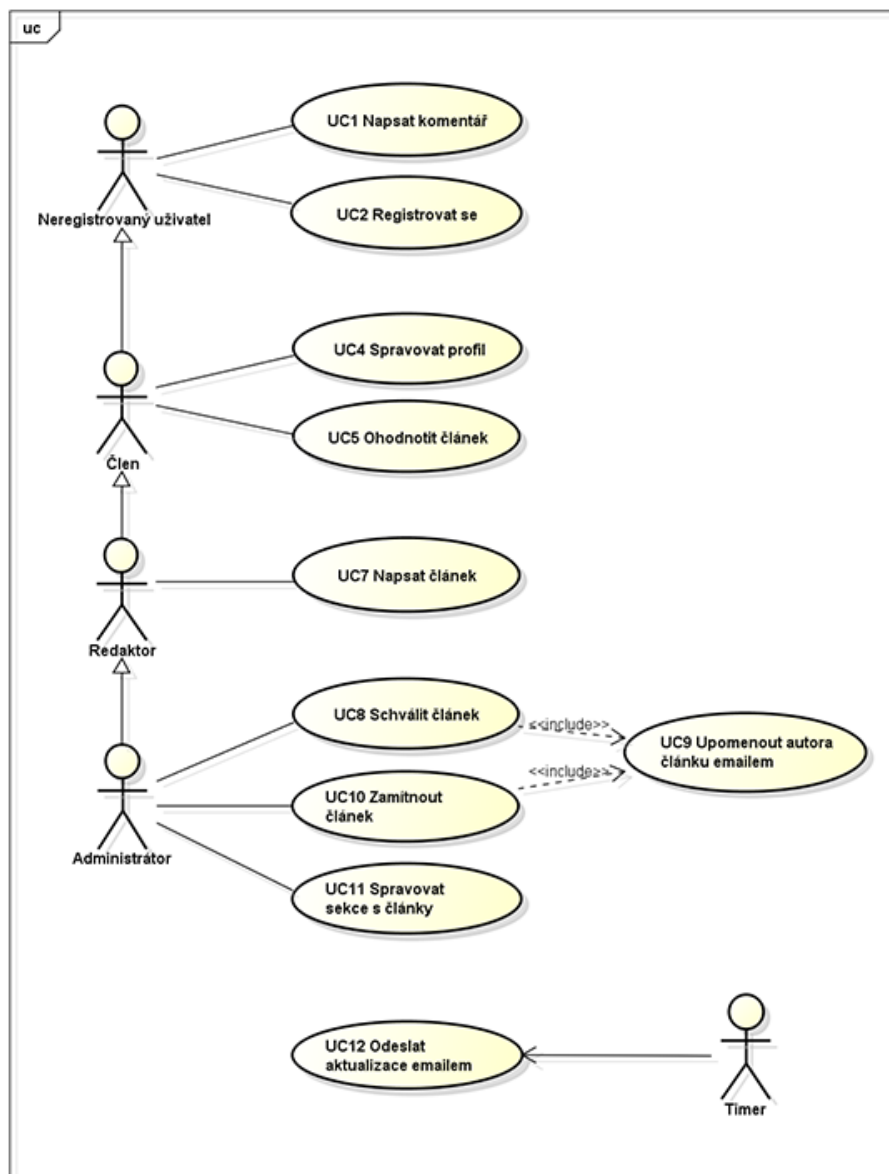 uc
UC1 Napsat komentář
UC2 Registrovat se
Neregistrovaný uživatel
UC4 Spravovat profil
UC5 Ohodnotit článek
Člen
UC7 Napsat článek
Redaktor
UC8 Schválit článek
<<include>>
UC9 Upomenout autora
článku emailem
<<include>>
UC10 Zamítnout
článek
Administrátor
UC11 Spravovat
sekce s články
UC12 Odeslat
aktualizace emailem
Timer